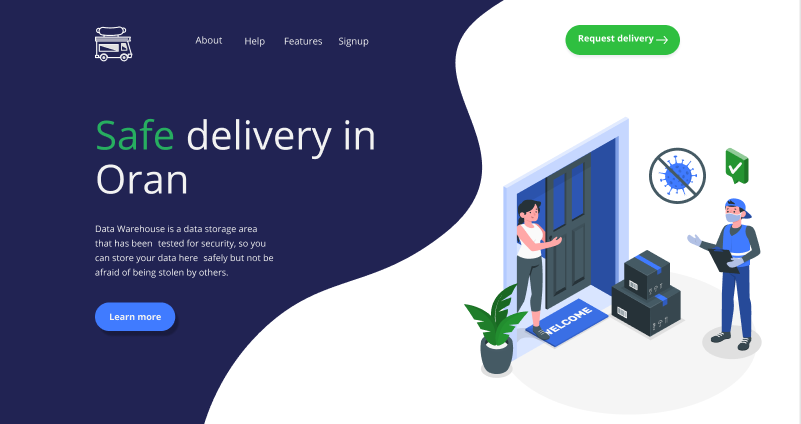 About Help Features Signup
Request delivery
Safe delivery in
Oran
Data Warehouse is a data storage area
that has been tested for security, so you
can store your data here safely but not be
afraid of being stolen by others.
Learn more
WELCOME